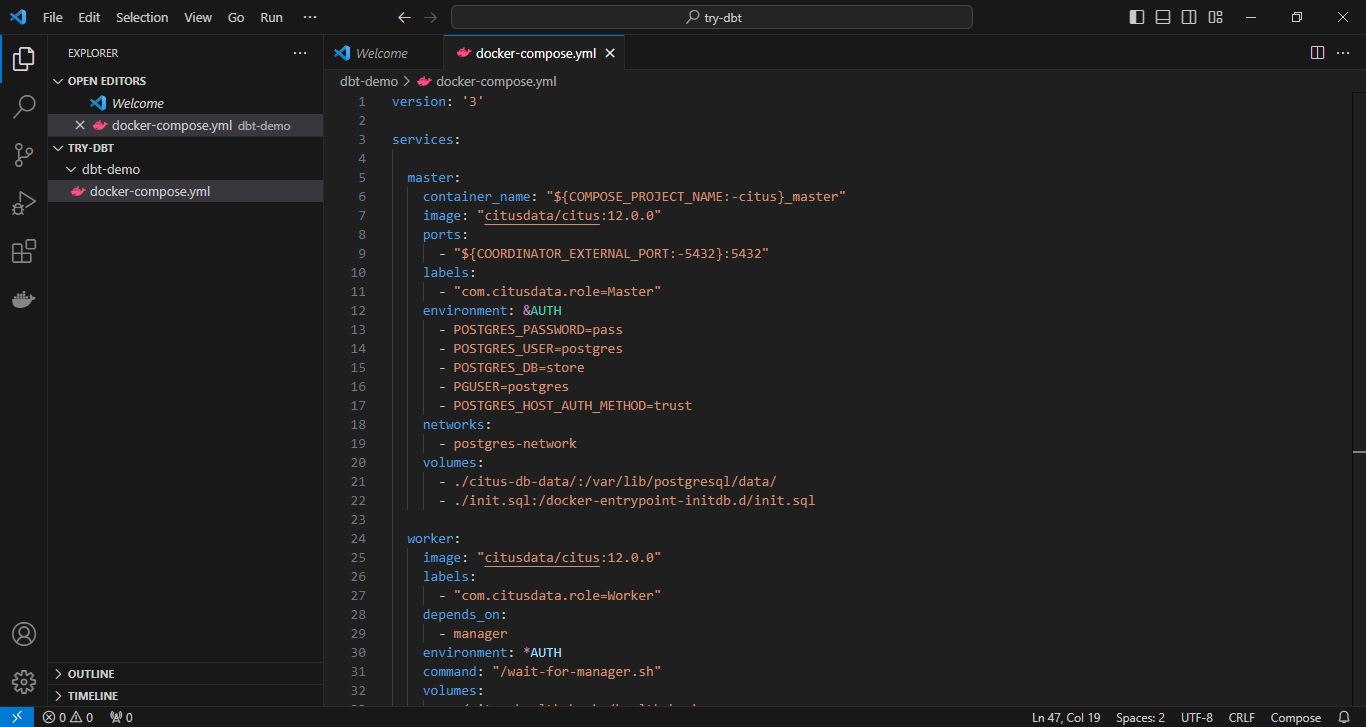 File Edit Selection View Go Run ··· try-dbt
EXPLORER ···
OPEN EDITORS
Welcome
docker-compose.yml dbt-demo
TRY-DBT
dbt-demo
docker-compose.yml
OUTLINE
TIMELINE
Welcome docker-compose.yml
dbt-demo > docker-compose.yml
1 version: '3'
2
3 services:
4
5 master:
6 container_name: "${COMPOSE_PROJECT_NAME:-citus}_master"
7 image: "citusdata/citus:12.0.0"
8 ports:
9 - "${COORDINATOR_EXTERNAL_PORT:-5432}:5432"
10 labels:
11 - "com.citusdata.role=Master"
12 environment: &AUTH
13 - POSTGRES_PASSWORD=pass
14 - POSTGRES_USER=postgres
15 - POSTGRES_DB=store
16 - PGUSER=postgres
17 - POSTGRES_HOST_AUTH_METHOD=trust
18 networks:
19 - postgres-network
20 volumes:
21 - ./citus-db-data/:/var/lib/postgresql/data/
22 - ./init.sql:/docker-entrypoint-initdb.d/init.sql
23
24 worker:
25 image: "citusdata/citus:12.0.0"
26 labels:
27 - "com.citusdata.role=Worker"
28 depends_on:
29 - manager
30 environment: *AUTH
31 command: "/wait-for-manager.sh"
32 volumes:
0 0 0 Ln 47, Col 19 Spaces: 2 UTF-8 CRLF Compose